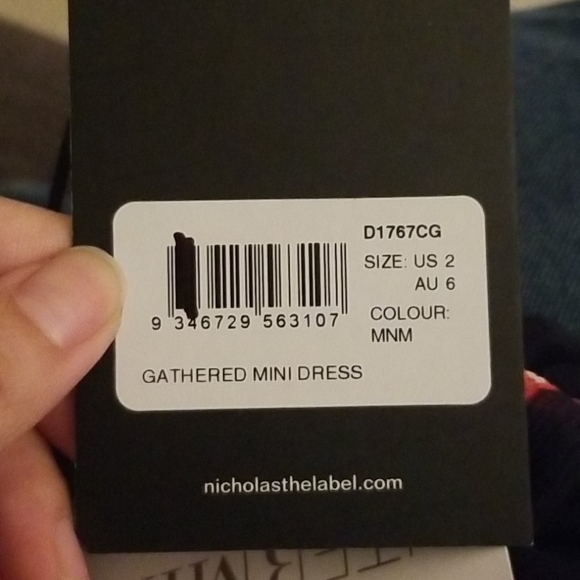 D1767CG
SIZE: US 2
AU 6
COLOUR:
MNM
9 346729 563107
GATHERED MINI DRESS
nicholasthelabel.com